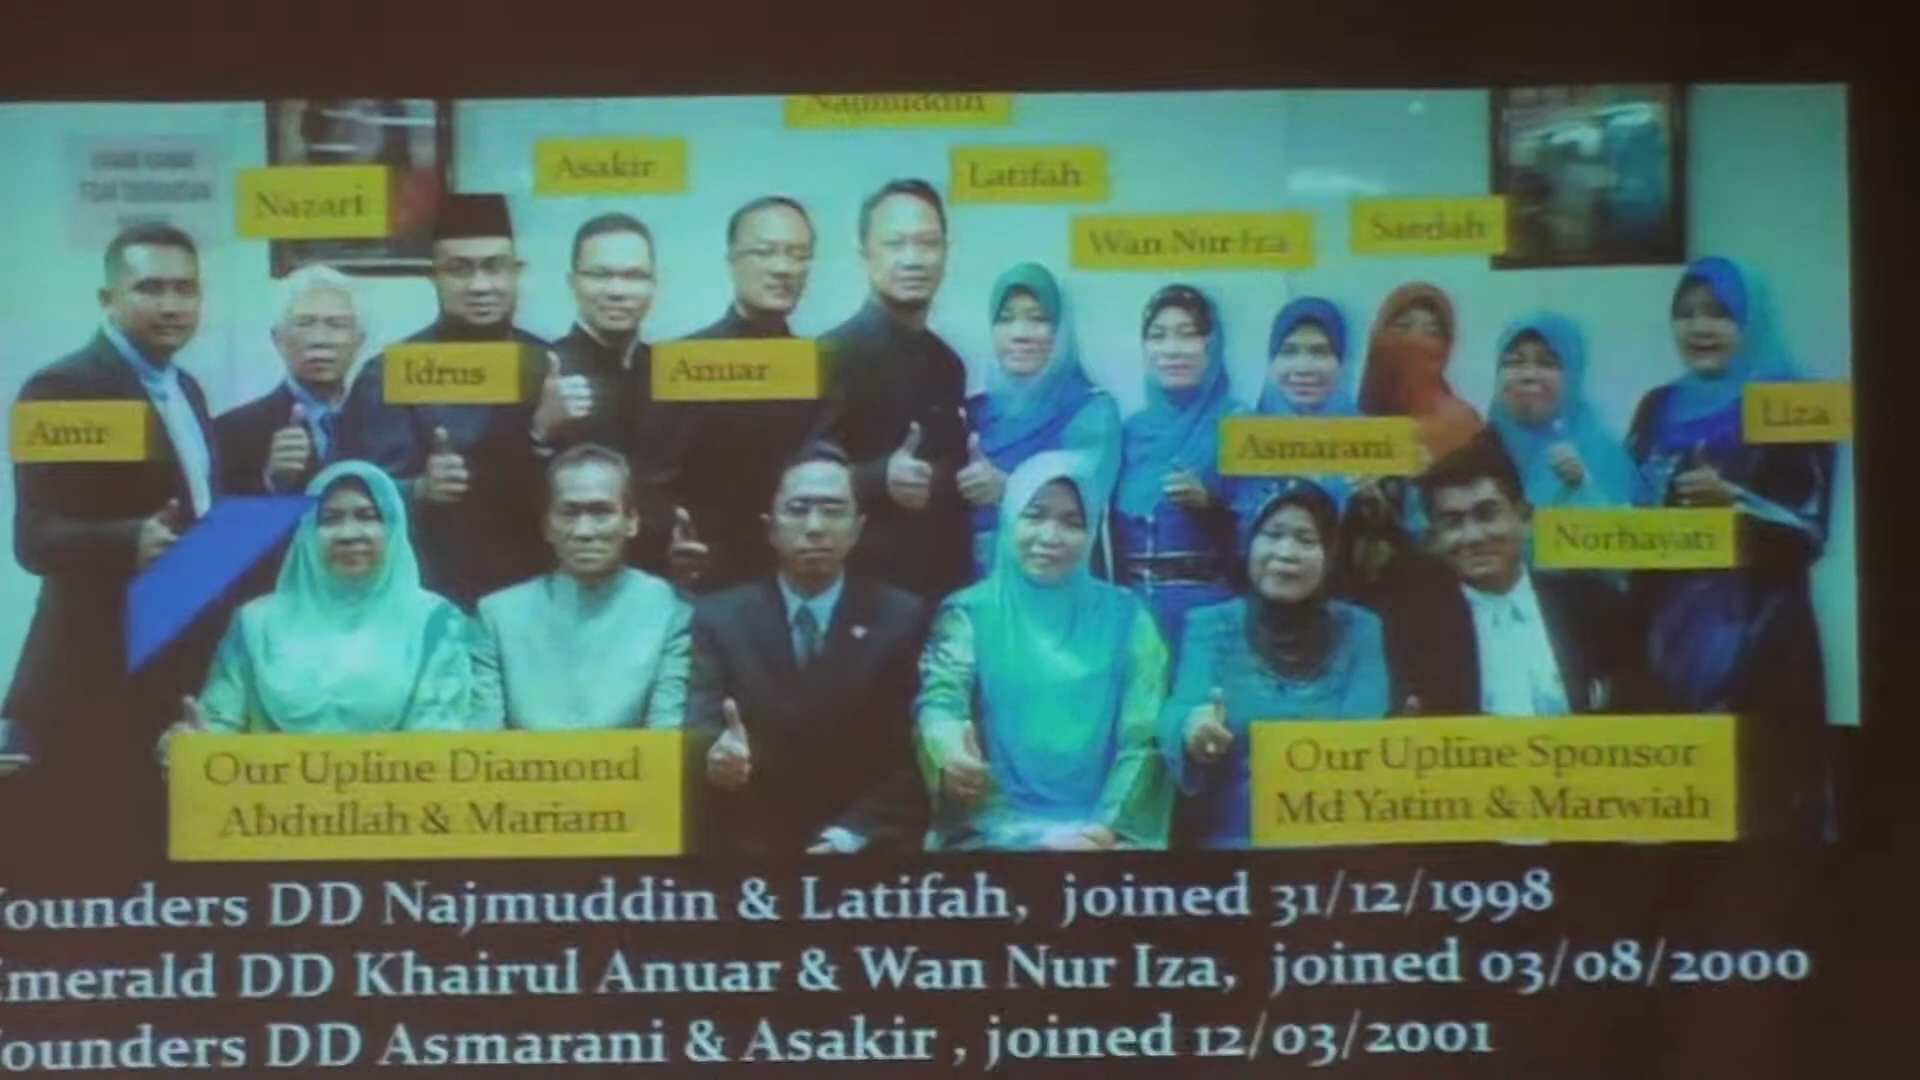 Najmuddin
Asakir
Latifah
Nazari
Wan Nur Iza
Saedah
Idrus
Anuar
Amir
Liza
Asmarani
Norhayati
Our Upline Diamond
Abdullah & Mariam
Our Upline Sponsor
Md Yatim & Marwiah
ounders DD Najmuddin & Latifah, joined 31/12/1998
Emerald DD Khairul Anuar & Wan Nur Iza, joined 03/08/2000
ounders DD Asmarani & Asakir , joined 12/03/2001